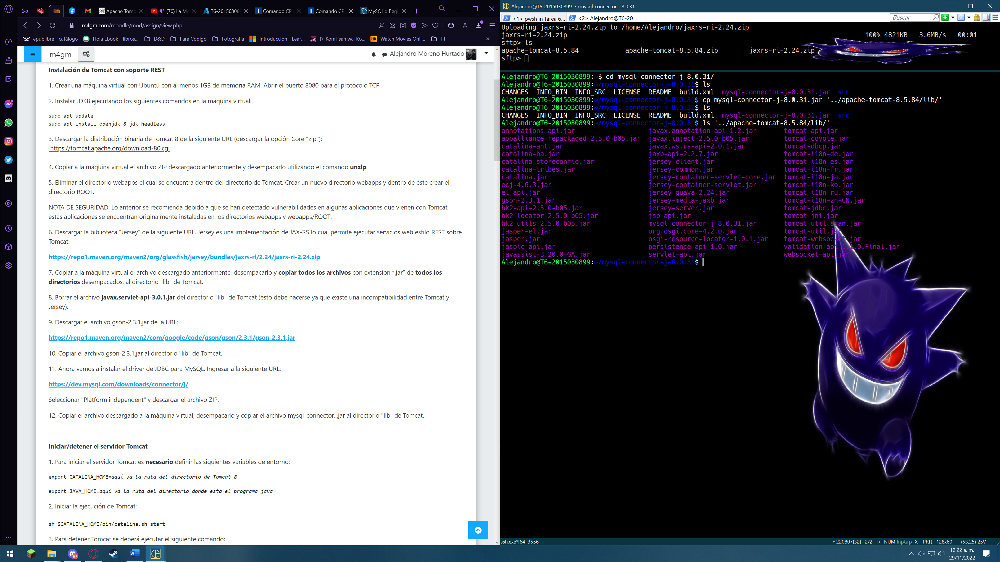 Apache Tomc
(70) La Me
T6-201503089
Comando CP
Comando CP
MySQL :: Begi
m4gm.com/moodle/mod/assign/view.php
epublibre - catálogo
Hola Ebook - libros...
D&D
Para Codigo
Fotografia
Introducción - Lear...
▷ Komi-san wa, Ko...
HD
Watch Movies Onli...
TT
»
m4gm
Alejandro Moreno Hurtado
Instalación de Tomcat con soporte REST
1. Crear una máquina virtual con Ubuntu con al menos 1GB de memoria RAM. Abrir el puerto 8080 para el protocolo TCP.
2. Instalar JDK8 ejecutando los siguientes comandos en la máquina virtual:
sudo apt update
sudo apt install openjdk-8-jdk-headless
3. Descargar la distribución binaria de Tomcat 8 de la siguiente URL (descargar la opción Core "zip"):
https://tomcat.apache.org/download-80.cgi
4. Copiar a la máquina virtual el archivo ZIP descargado anteriormente y desempacarlo utilizando el comando unzip.
5. Eliminar el directorio webapps el cual se encuentra dentro del directorio de Tomcat. Crear un nuevo directorio webapps y dentro de éste crear el
directorio ROOT.
NOTA DE SEGURIDAD: Lo anterior se recomienda debido a que se han detectado vulnerabilidades en algunas aplicaciones que vienen con Tomcat,
estas aplicaciones se encuentran originalmente instaladas en los directorios webapps y webapps/ROOT.
6. Descargar la biblioteca "Jersey" de la siguiente URL. Jersey es una implementación de JAX-RS lo cual permite ejecutar servicios web estilo REST sobre
Tomcat:
https://repo1.maven.org/maven2/org/glassfish/jersey/bundles/jaxrs-ri/2.24/jaxrs-ri-2.24.zip
7. Copiar a la máquina virtual el archivo descargado anteriormente, desempacarlo y copiar todos los archivos con extensión “.jar” de todos los
directorios desempacados, al directorio "lib" de Tomcat.
8. Borrar el archivo javax.servlet-api-3.0.1.jar del directorio "lib" de Tomcat (esto debe hacerse ya que existe una incompatibilidad entre Tomcat y
Jersey).
9. Descargar el archivo gson-2.3.1.jar de la URL:
https://repo1.maven.org/maven2/com/google/code/gson/gson/2.3.1/gson-2.3.1.jar
10. Copiar el archivo gson-2.3.1.jar al directorio "lib" de Tomcat.
11. Ahora vamos a instalar el driver de JDBC para MySQL. Ingresar a la siguiente URL:
https://dev.mysql.com/downloads/connector/j/
Seleccionar “Platform independent" y descargar el archivo ZIP.
12. Copiar el archivo descargado a la máquina virtual, desempacarlo y copiar el archivo mysql-connector...jar al directorio "lib" de Tomcat.
Iniciar/detener el servidor Tomcat
1. Para iniciar el servidor Tomcat es necesario definir las siguientes variables de entorno:
export CATALINA_HOME=aquí va la ruta del directorio de Tomcat 8
export JAVA_HOME=aquí va la ruta del directorio donde está el programa java
2. Iniciar la ejecución de Tomcat:
sh $CATALINA_HOME/bin/catalina.sh start
3. Para detener Tomcat se deberá ejecutar el siguiente comando:
Alejandro@T6-2015030899: ~/mysql-connector-j-8.0.31
<1> pwsh in Tarea 6...
<2> Alejandro@T6-20...
Buscar
Uploading jaxrs-ri-2.24.zip to /home/Alejandro/jaxrs-ri-2.24.zip
jaxrs-ri-2.24.zip 100% 4821KB 3.6MB/s 00:01
sftp> ls
apache-tomcat-8.5.84 apache-tomcat-8.5.84.zip jaxrs-ri-2.24.zip
sftp>
Alejandro@T6-2015030899:~$ cd mysql-connector-j-8.0.31/
Alejandro@T6-2015030899:~/mysql-connector-j-8.0.31$ ls
CHANGES INFO_BIN INFO_SRC LICENSE README build.xml mysql-connector-j-8.0.31.jar src
Alejandro@T6-2015030899:~/mysql-connector-j-8.0.31$ cp mysql-connector-j-8.0.31.jar '../apache-tomcat-8.5.84/lib/'
Alejandro@T6-2015030899:~/mysql-connector-j-8.0.31$ ls
CHANGES INFO_BIN INFO_SRC LICENSE README build.xml mysql-connector-j-8.0.31.jar src
Alejandro@T6-2015030899:~/mysql-connector-j-8.0.31$ ls '../apache-tomcat-8.5.84/lib/'
annotations-api.jar javax.annotation-api-1.2.jar tomcat-api.jar
aopalliance-repackaged-2.5.0-b05.jar javax.inject-2.5.0-b05.jar tomcat-coyote.jar
catalina-ant.jar javax.ws.rs-api-2.0.1.jar tomcat-dbcp.jar
catalina-ha.jar jaxb-api-2.2.7.jar tomcat-i18n-de.jar
catalina-storeconfig.jar jersey-client.jar tomcat-i18n-es.jar
catalina-tribes.jar jersey-common.jar tomcat-i18n-fr.jar
catalina.jar jersey-container-servlet-core.jar tomcat-i18n-ja.jar
ecj-4.6.3.jar jersey-container-servlet.jar tomcat-i18n-ko.jar
el-api.jar jersey-guava-2.24.jar tomcat-i18n-ru.jar
gson-2.3.1.jar jersey-media-jaxb.jar tomcat-i18n-zh-CN.jar
hk2-api-2.5.0-b05.jar jersey-server.jar tomcat-jdbc.jar
hk2-locator-2.5.0-b05.jar jsp-api.jar tomcat-jni.jar
hk2-utils-2.5.0-b05.jar mysql-connector-j-8.0.31.jar tomcat-util-scan.jar
jasper-el.jar org.osgi.core-4.2.0.jar tomcat-util.jar
jasper.jar osgi-resource-locator-1.0.1.jar tomcat-websocket.jar
jaspic-api.jar persistence-api-1.0.jar validation-api-1.1.0.Final.jar
javassist-3.20.0-GA.jar servlet-api.jar websocket-api.jar
Alejandro@T6-2015030899:~/mysql-connector-j-8.0.31$
ssh.exe*[64]:3556
« 220807[32] 2/2 [+] NUM InpGrp X PRI↕ 128x60 (53,25) 25V
9+
12:22 a. m.
29/11/2022